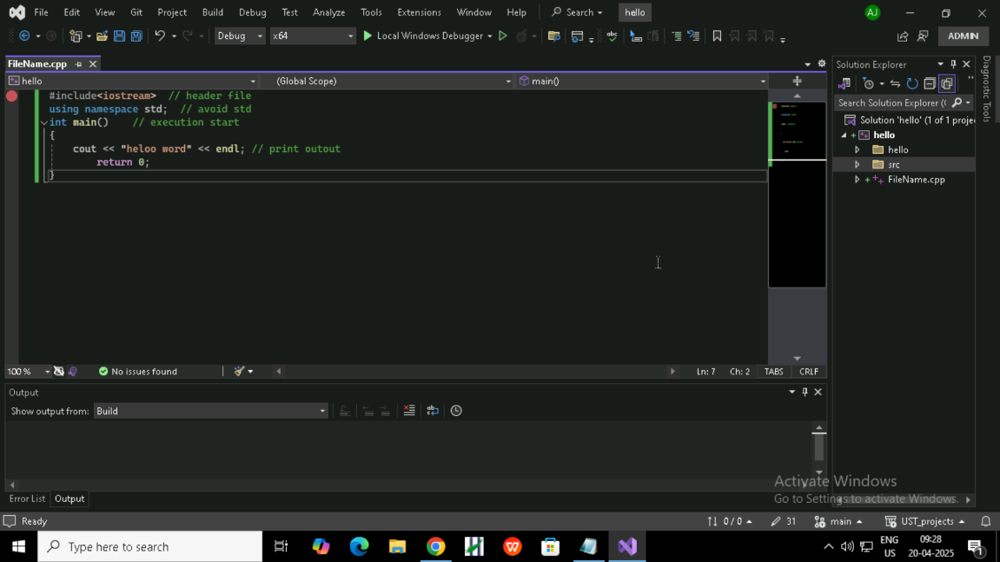 File Edit View Git Project Build Debug Test Analyze Tools Extensions Window Help Search hello AJ
Debug x64 Local Windows Debugger ADMIN
FileName.cpp
hello (Global Scope) main()
#include<iostream>  // header file
using namespace std;  // avoid std
int main()    // execution start
{
cout << "heloo word" << endl; // print outout
return 0;
}
100 % No issues found Ln: 7 Ch: 2 TABS CRLF
Output
Show output from: Build
Error List Output
Solution Explorer
Search Solution Explorer (
Solution 'hello' (1 of 1 proje
hello
hello
src
FileName.cpp
Diagnostic Tools
Activate Windows
Go to Settings to activate Windows.
Ready 0 / 0 31 main UST_projects
Type here to search
ENG
US
09:28
20-04-2025
1